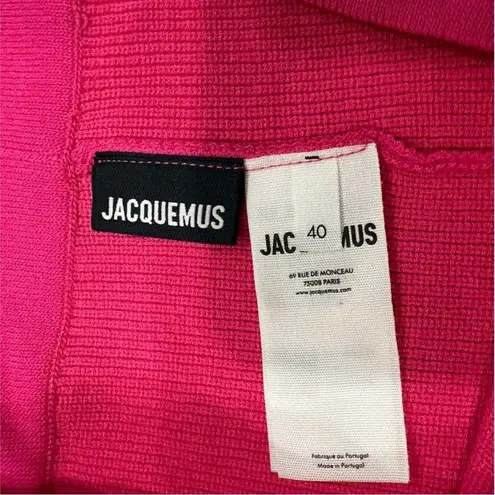 JACQUEMUS
40
JAC MUS
69 RUE DE MONCEAU
75008 PARIS
www.jacquemus.com
Fabriqué au Portugal
Made in Portugal